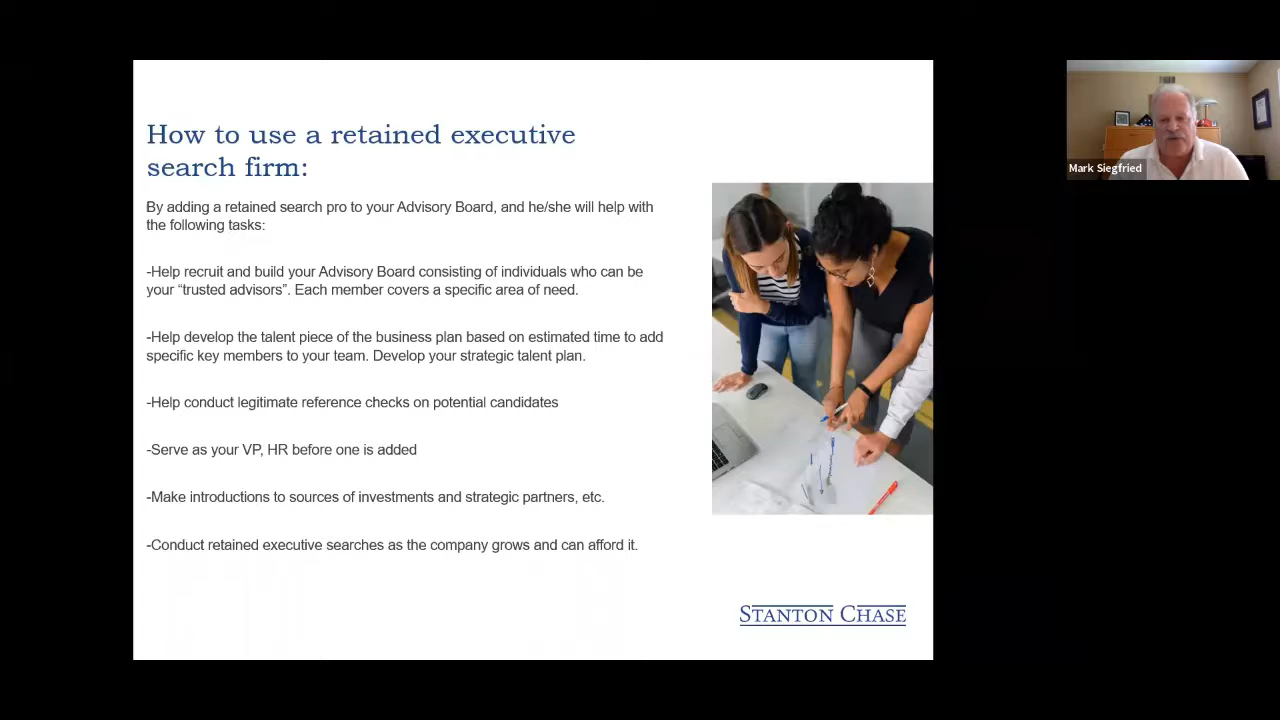 How to use a retained executive
search firm:
By adding a retained search pro to your Advisory Board, and he/she will help with
the following tasks:
-Help recruit and build your Advisory Board consisting of individuals who can be
your “trusted advisors”. Each member covers a specific area of need.
-Help develop the talent piece of the business plan based on estimated time to add
specific key members to your team. Develop your strategic talent plan.
-Help conduct legitimate reference checks on potential candidates
-Serve as your VP, HR before one is added
-Make introductions to sources of investments and strategic partners, etc.
-Conduct retained executive searches as the company grows and can afford it.
STANTON CHASE
Mark Siegfried